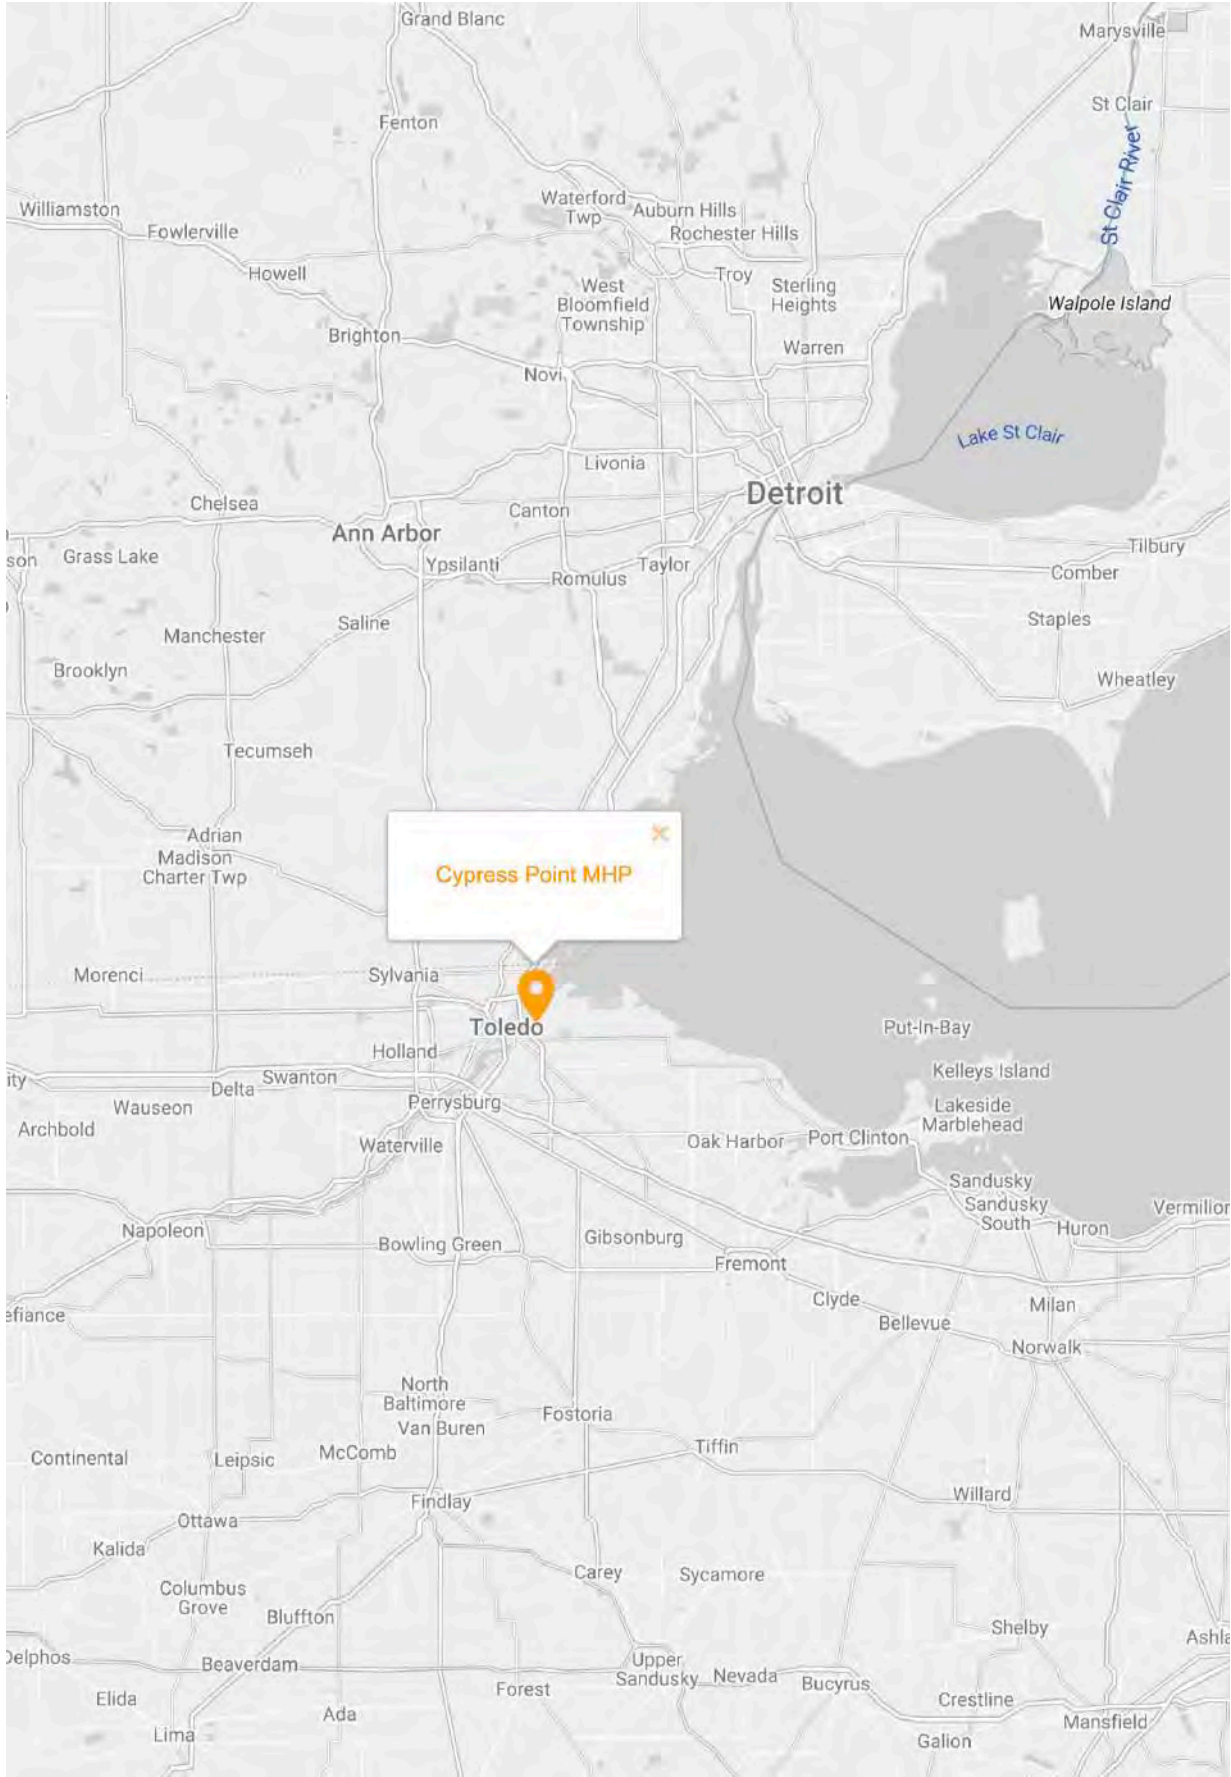 Grand Blanc
Marysville
St Clair
Fenton
St Clair River
Waterford
Twp
Auburn Hills
Williamston
Fowlerville
Rochester Hills
Howell
Troy
West
Bloomfield
Township
Sterling
Heights
Walpole Island
Brighton
Warren
Novi
Lake St Clair
Livonia
Detroit
Chelsea
Canton
Ann Arbor
Tilbury
son
Grass Lake
Ypsilanti
Romulus
Taylor
Comber
Saline
Staples
Manchester
Brooklyn
Wheatley
Tecumseh
Adrian
Madison
Charter Twp
Cypress Point MHP
Morenci
Sylvania
Toledo
Put-In-Bay
Holland
Kelleys Island
ity
Delta
Swanton
Wauseon
Perrysburg
Lakeside
Marblehead
Archbold
Waterville
Oak Harbor
Port Clinton
Sandusky
Sandusky
South
Vermilion
Napoleon
Bowling Green
Gibsonburg
Huron
Fremont
Clyde
Milan
efiance
Bellevue
Norwalk
North
Baltimore
Van Buren
Fostoria
Continental
Leipsic
McComb
Tiffin
Findlay
Willard
Ottawa
Kalida
Carey
Sycamore
Columbus
Grove
Bluffton
Shelby
Ashla
Delphos
Beaverdam
Upper
Sandusky
Nevada
Bucyrus
Forest
Elida
Crestline
Ada
Mansfield
Lima
Galion